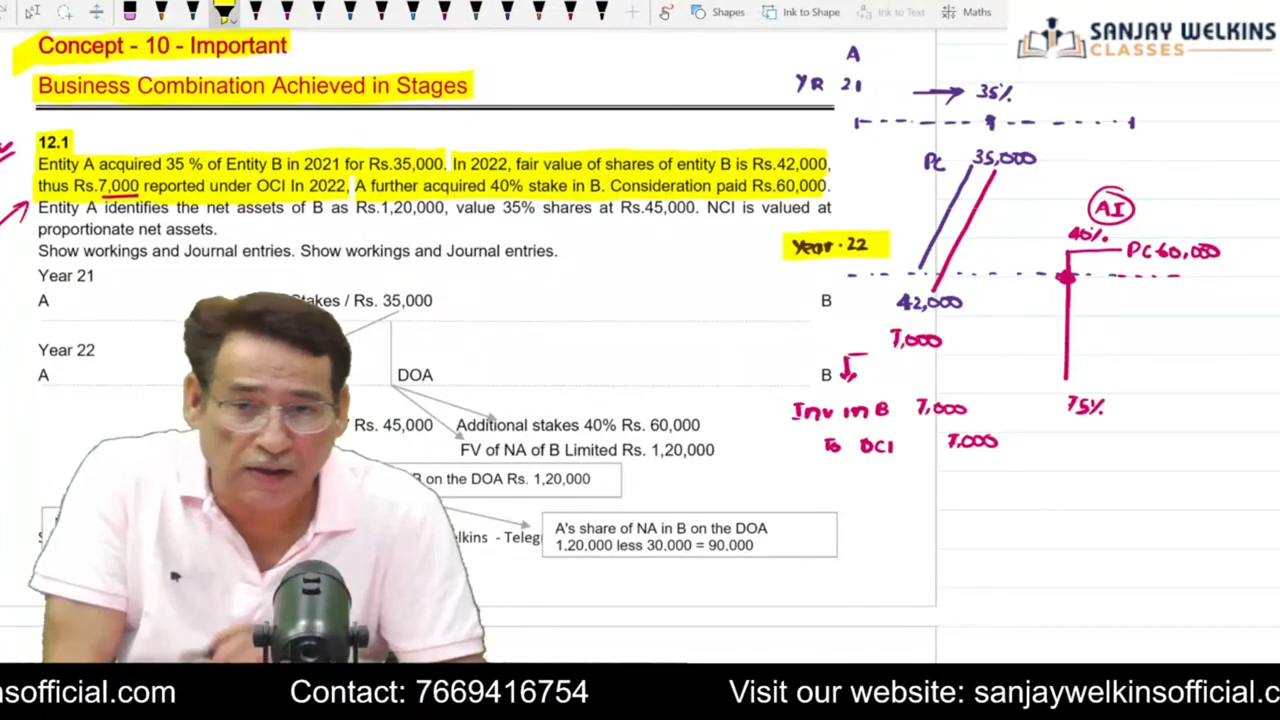 Shapes
Ink to Shape
Ink to Text
Maths
SANJAY WELKINS
CLASSES
Concept - 10 - Important
Business Combination Achieved in Stages
12.1
Entity A acquired 35 % of Entity B in 2021 for Rs.35,000. In 2022, fair value of shares of entity B is Rs.42,000,
thus Rs.7,000 reported under OCI In 2022, A further acquired 40% stake in B. Consideration paid Rs.60,000.
Entity A identifies the net assets of B as Rs.1,20,000, value 35% shares at Rs.45,000. NCI is valued at
proportionate net assets.
Show workings and Journal entries. Show workings and Journal entries.
Year 21
A
Stakes / Rs. 35,000
B
Year 22
A
DOA
B
Rs. 45,000
Additional stakes 40% Rs. 60,000
FV of NA of B Limited Rs. 1,20,000
on the DOA Rs. 1,20,000
elkins - Teleg
A's share of NA in B on the DOA
1,20,000 less 30,000 = 90,000
A
YR 21
35%
PC
35,000
AI
40%
PC 60,000
Year · 22
42,000
7,000
75%
Inv in B 7,000
To OCI 7,000
nsofficial.com
Contact: 7669416754
Visit our website: sanjaywelkinsofficial.c